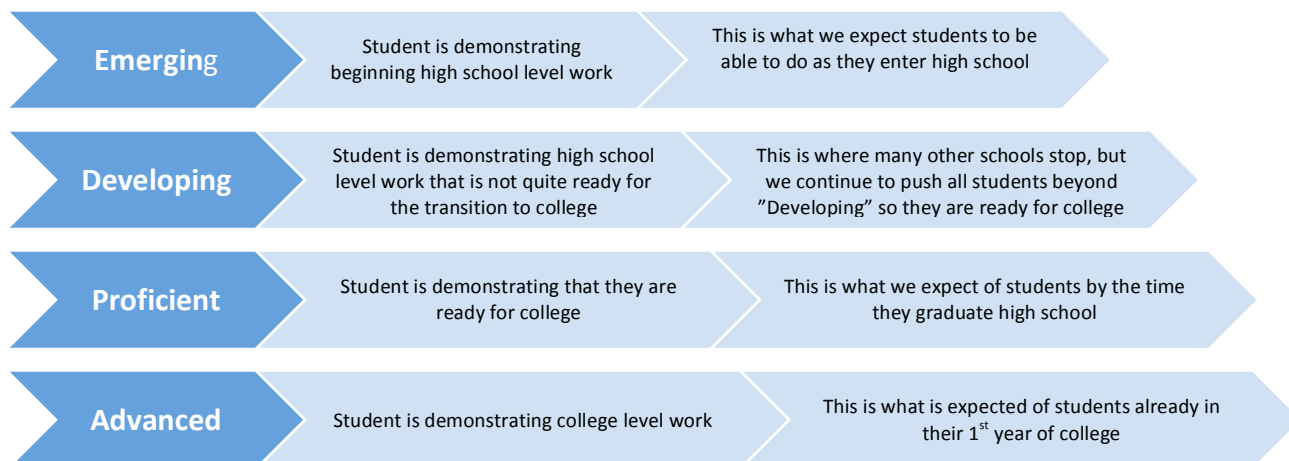 Emerging
Student is demonstrating
beginning high school level work
This is what we expect students to be
able to do as they enter high school
Developing
Student is demonstrating high school
level work that is not quite ready for
the transition to college
This is where many other schools stop, but
we continue to push all students beyond
”Developing” so they are ready for college
Proficient
Student is demonstrating that they are
ready for college
This is what we expect of students by the time
they graduate high school
Advanced
Student is demonstrating college level work
This is what is expected of students already in
their 1st year of college